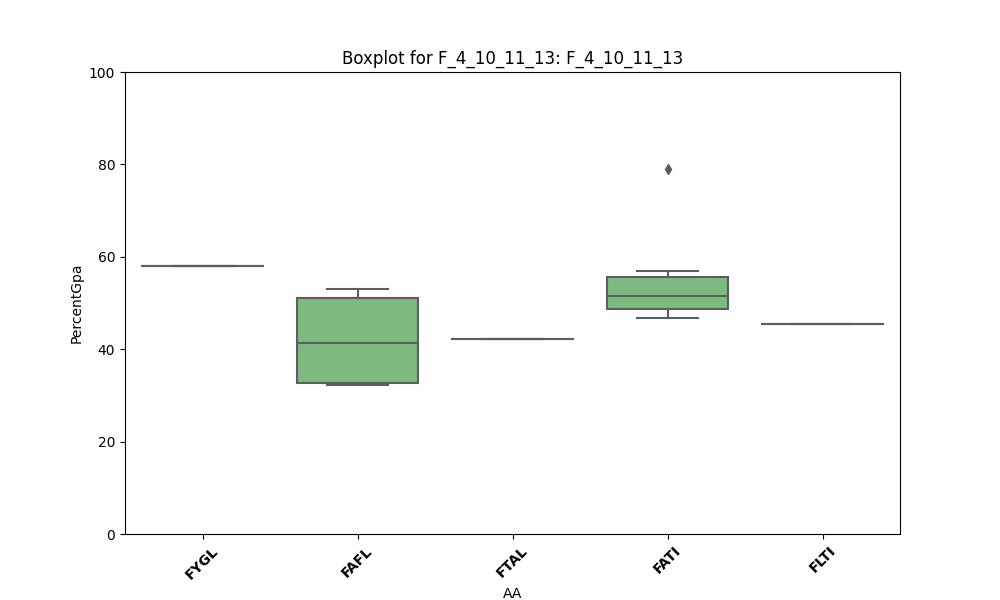 Boxplot for F_4_10_11_13: F_4_10_11_13
100
80
60
40
20
0
PercentGpa
FYGL
FAFL
FTAL
FATI
FLTI
AA